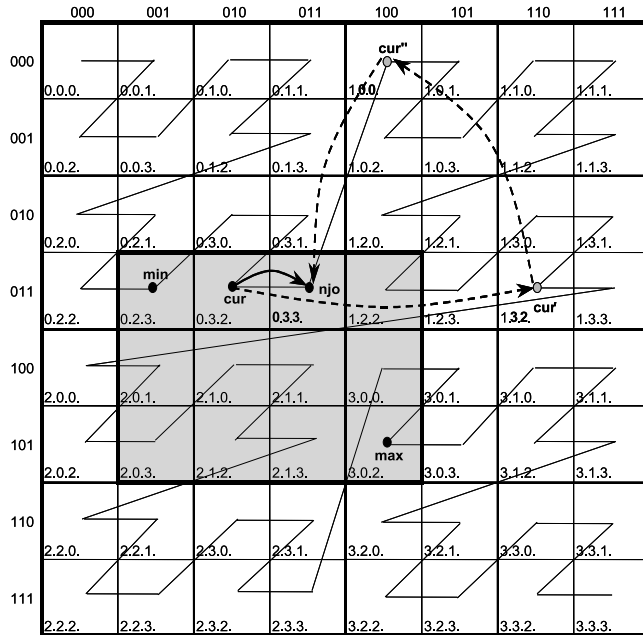 000 001 010 011 100 101 110 111
cur"
000
0.0.0. 0.0.1. 0.1.0. 0.1.1. 1.0.0. 1.0.1. 1.1.0. 1.1.1.
001
0.0.2. 0.0.3. 0.1.2. 0.1.3. 1.0.2. 1.0.3. 1.1.2. 1.1.3.
010
0.2.0. 0.2.1. 0.3.0. 0.3.1. 1.2.0. 1.2.1. 1.3.0. 1.3.1.
min
011 cur njo cur'
0.2.2. 0.2.3. 0.3.2. 0.3.3. 1.2.2. 1.2.3. 1.3.2. 1.3.3.
100
2.0.0. 2.0.1. 2.1.0. 2.1.1. 3.0.0. 3.0.1. 3.1.0. 3.1.1.
101
max
2.0.2. 2.0.3. 2.1.2. 2.1.3. 3.0.2. 3.0.3. 3.1.2. 3.1.3.
110
2.2.0. 2.2.1. 2.3.0. 2.3.1. 3.2.0. 3.2.1. 3.3.0. 3.3.1.
111
2.2.2. 2.2.3. 2.3.2. 2.3.3. 3.2.2. 3.2.3. 3.3.2. 3.3.3.